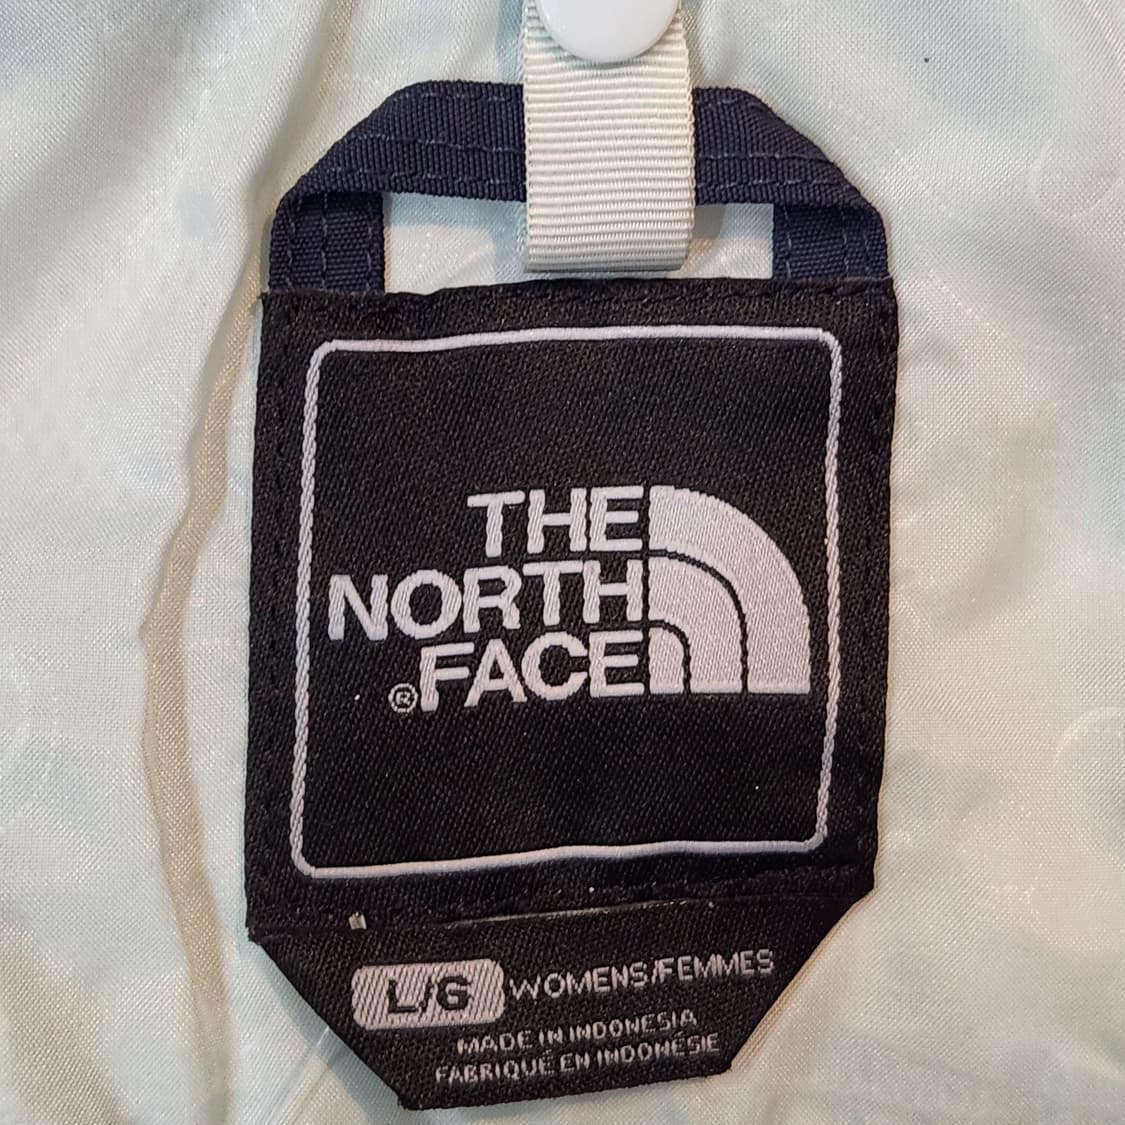 THE
NORTH
®FACE
L/G WOMENS/FEMMES
MADE IN INDONESIA
FABRIQUÉ EN INDONÉSIE